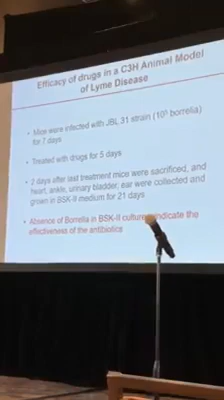 Efficacy of drugs in a C3H Animal Model
of Lyme Disease
• Mice were infected with JBL 31 strain (10⁵ borrelia)
for 7 days
• Treated with drugs for 5 days
• 2 days after last treatment mice were sacrificed, and
heart, ankle, urinary bladder, ear were collected and
grown in BSK-II medium for 21 days
• Absence of Borrella in BSK-II culture indicate the
effectiveness of the antibiotics